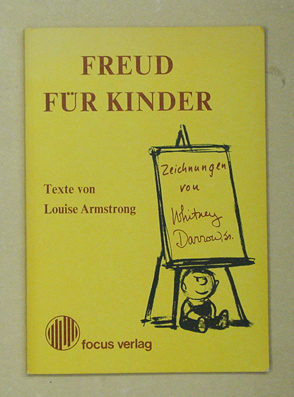 FREUD
FÜR KINDER
Texte von
Louise Armstrong
Zeichnungen
von
Whitney
Darrow, Jr.
focus verlag